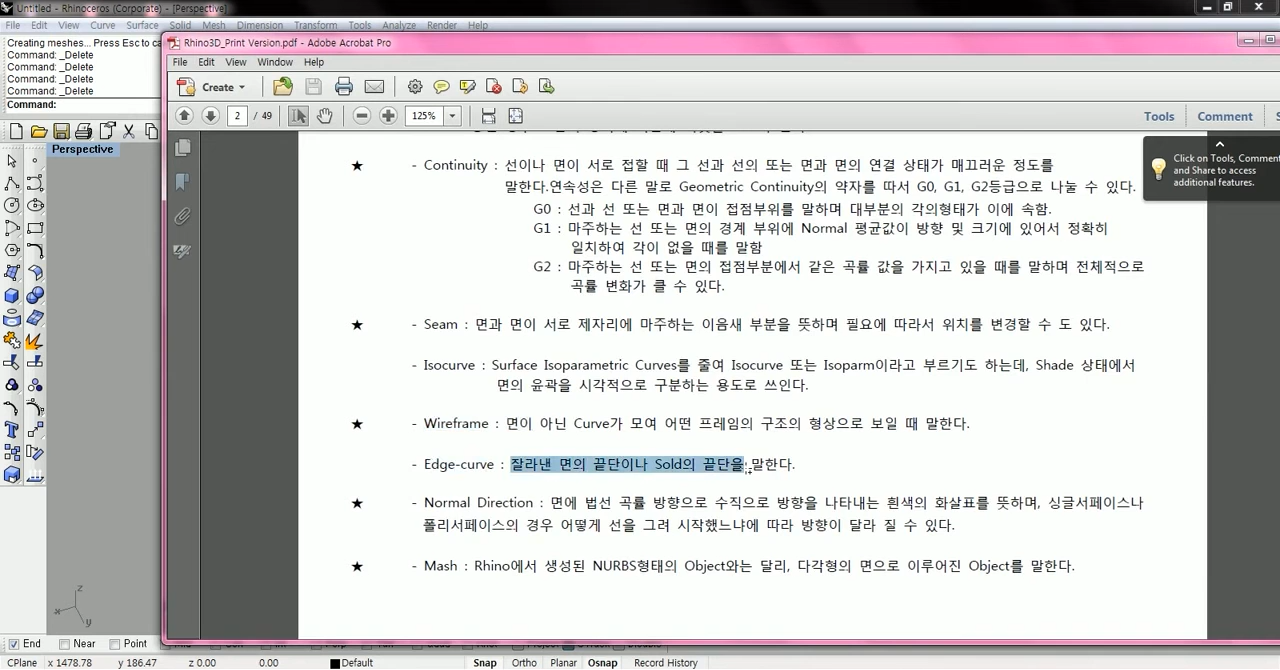 Untitled - Rhinoceros (Corporate) - [Perspective]
File Edit View Curve Surface Solid Mesh Dimension Transform Tools Analyze Render Help
Creating meshes... Press Esc to ca
Command: _Delete
Command: _Delete
Command: _Delete
Command: _Delete
Command:
Perspective
Rhino3D_Print Version.pdf - Adobe Acrobat Pro
File Edit View Window Help
Create
2 / 49 125% Tools Comment S
Click on Tools, Comment
and Share to access
additional features.
★ - Continuity : 선이나 면이 서로 접할 때 그 선과 선의 또는 면과 면의 연결 상태가 매끄러운 정도를
말한다.연속성은 다른 말로 Geometric Continuity의 약자를 따서 G0, G1, G2등급으로 나눌 수 있다.
G0 : 선과 선 또는 면과 면이 접점부위를 말하며 대부분의 각의형태가 이에 속함.
G1 : 마주하는 선 또는 면의 경계 부위에 Normal 평균값이 방향 및 크기에 있어서 정확히
일치하여 각이 없을 때를 말함
G2 : 마주하는 선 또는 면의 접점부분에서 같은 곡률 값을 가지고 있을 때를 말하며 전체적으로
곡률 변화가 클 수 있다.
★ - Seam : 면과 면이 서로 제자리에 마주하는 이음새 부분을 뜻하며 필요에 따라서 위치를 변경할 수 도 있다.
- Isocurve : Surface Isoparametric Curves를 줄여 Isocurve 또는 Isoparm이라고 부르기도 하는데, Shade 상태에서
면의 윤곽을 시각적으로 구분하는 용도로 쓰인다.
★ - Wireframe : 면이 아닌 Curve가 모여 어떤 프레임의 구조의 형상으로 보일 때 말한다.
- Edge-curve : 잘라낸 면의 끝단이나 Sold의 끝단을 말한다.
★ - Normal Direction : 면에 법선 곡률 방향으로 수직으로 방향을 나타내는 흰색의 화살표를 뜻하며, 싱글서페이스나
폴리서페이스의 경우 어떻게 선을 그려 시작했느냐에 따라 방향이 달라 질 수 있다.
★ - Mash : Rhino에서 생성된 NURBS형태의 Object와는 달리, 다각형의 면으로 이루어진 Object를 말한다.
z
x
y
End Near Point
CPlane x 1478.78 y 186.47 z 0.00 0.00 Default Snap Ortho Planar Osnap Record History